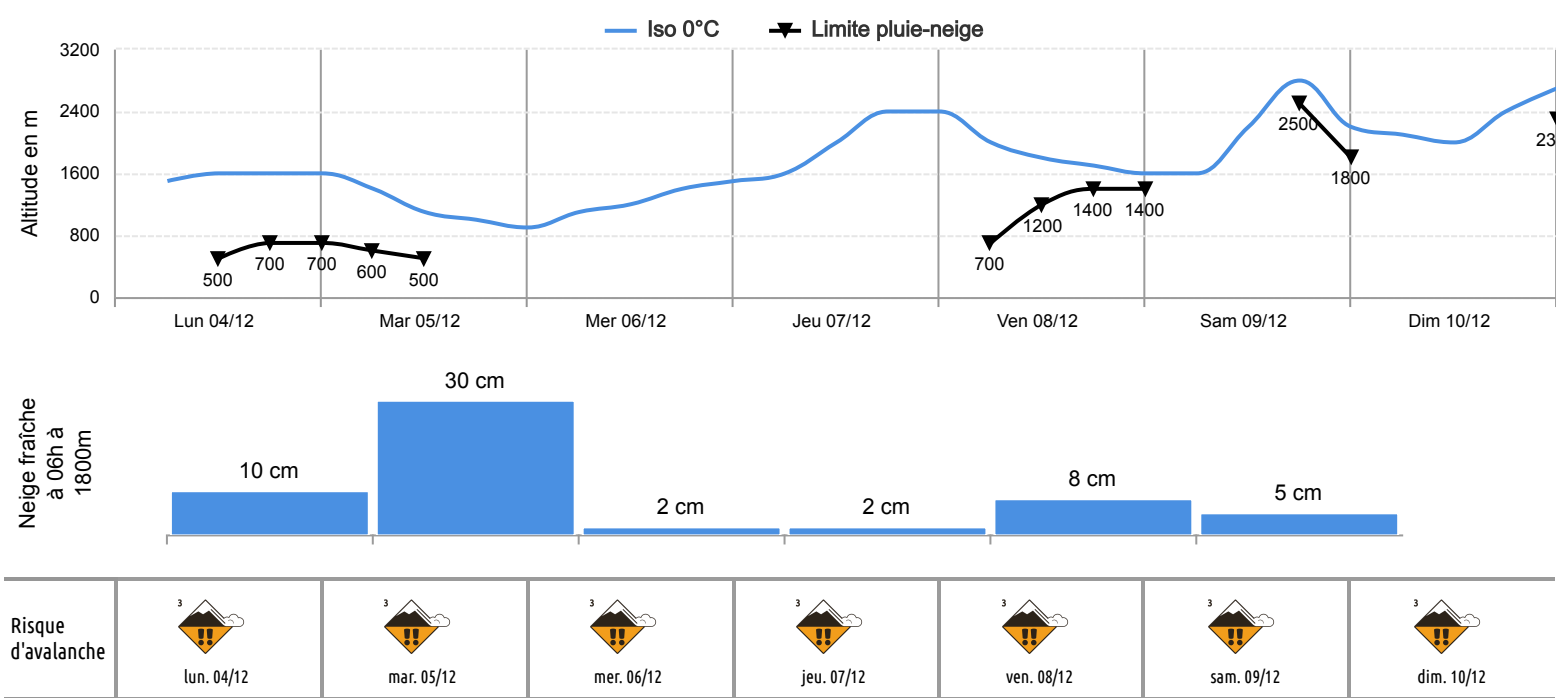 Iso 0°C Limite pluie-neige
3200
2400
1600
800
0
Altitude en m
500 700 700 600 500 700 1200 1400 1400 2500 1800 23
Lun 04/12 Mar 05/12 Mer 06/12 Jeu 07/12 Ven 08/12 Sam 09/12 Dim 10/12
Neige fraîche
à 06h à
1800m
10 cm 30 cm 2 cm 2 cm 8 cm 5 cm
Risque
d'avalanche
3 3 3 3 3 3 3
!! !! !! !! !! !! !!
lun. 04/12 mar. 05/12 mer. 06/12 jeu. 07/12 ven. 08/12 sam. 09/12 dim. 10/12